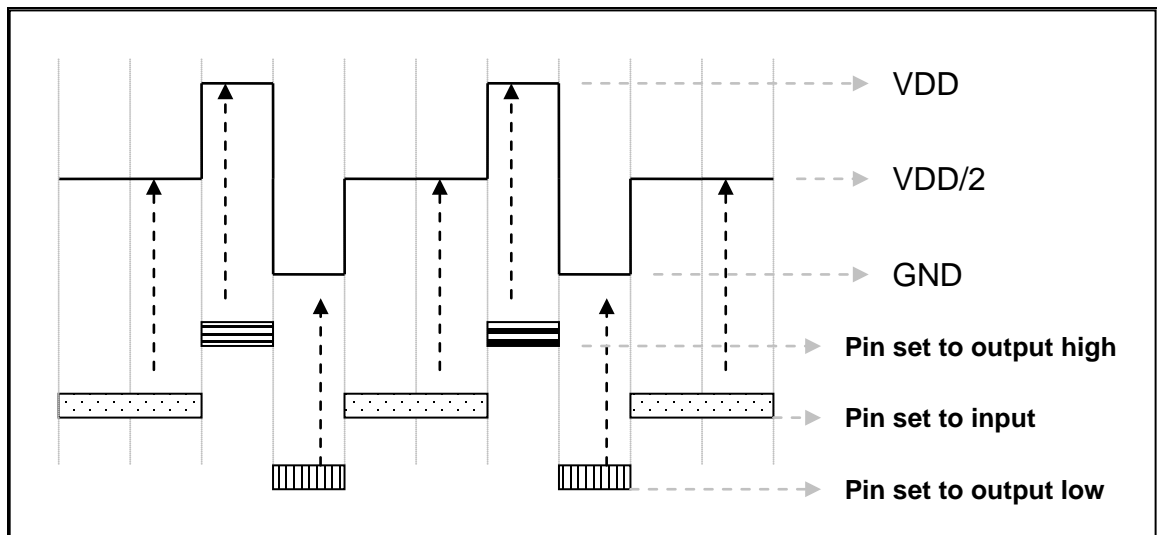 VDD
VDD/2
GND
Pin set to output high
Pin set to input
Pin set to output low